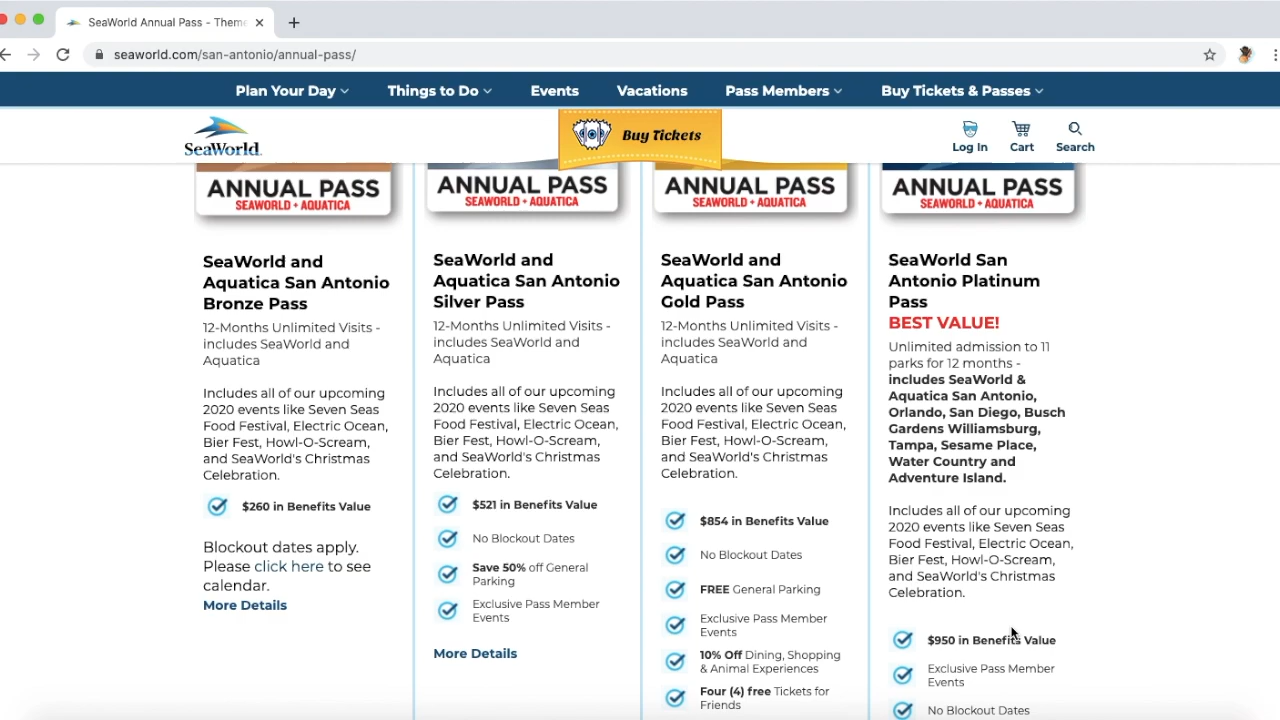 SeaWorld Annual Pass - Theme
seaworld.com/san-antonio/annual-pass/
Plan Your Day
Things to Do
Events
Vacations
Pass Members
Buy Tickets & Passes
SeaWorld
Buy Tickets
Log In
Cart
Search
ANNUAL PASS
SEAWORLD + AQUATICA
SeaWorld and
Aquatica San Antonio
Bronze Pass
12-Months Unlimited Visits -
includes SeaWorld and
Aquatica
Includes all of our upcoming
2020 events like Seven Seas
Food Festival, Electric Ocean,
Bier Fest, Howl-O-Scream,
and SeaWorld's Christmas
Celebration.
$260 in Benefits Value
Blockout dates apply.
Please click here to see
calendar.
More Details
ANNUAL PASS
SEAWORLD + AQUATICA
SeaWorld and
Aquatica San Antonio
Silver Pass
12-Months Unlimited Visits -
includes SeaWorld and
Aquatica
Includes all of our upcoming
2020 events like Seven Seas
Food Festival, Electric Ocean,
Bier Fest, Howl-O-Scream,
and SeaWorld's Christmas
Celebration.
$521 in Benefits Value
No Blockout Dates
Save 50% off General
Parking
Exclusive Pass Member
Events
More Details
ANNUAL PASS
SEAWORLD + AQUATICA
SeaWorld and
Aquatica San Antonio
Gold Pass
12-Months Unlimited Visits -
includes SeaWorld and
Aquatica
Includes all of our upcoming
2020 events like Seven Seas
Food Festival, Electric Ocean,
Bier Fest, Howl-O-Scream,
and SeaWorld's Christmas
Celebration.
$854 in Benefits Value
No Blockout Dates
FREE General Parking
Exclusive Pass Member
Events
10% Off Dining, Shopping
& Animal Experiences
Four (4) free Tickets for
Friends
ANNUAL PASS
SEAWORLD + AQUATICA
SeaWorld San
Antonio Platinum
Pass
BEST VALUE!
Unlimited admission to 11
parks for 12 months -
includes SeaWorld &
Aquatica San Antonio,
Orlando, San Diego, Busch
Gardens Williamsburg,
Tampa, Sesame Place,
Water Country and
Adventure Island.
Includes all of our upcoming
2020 events like Seven Seas
Food Festival, Electric Ocean,
Bier Fest, Howl-O-Scream,
and SeaWorld's Christmas
Celebration.
$950 in Benefits Value
Exclusive Pass Member
Events
No Blockout Dates